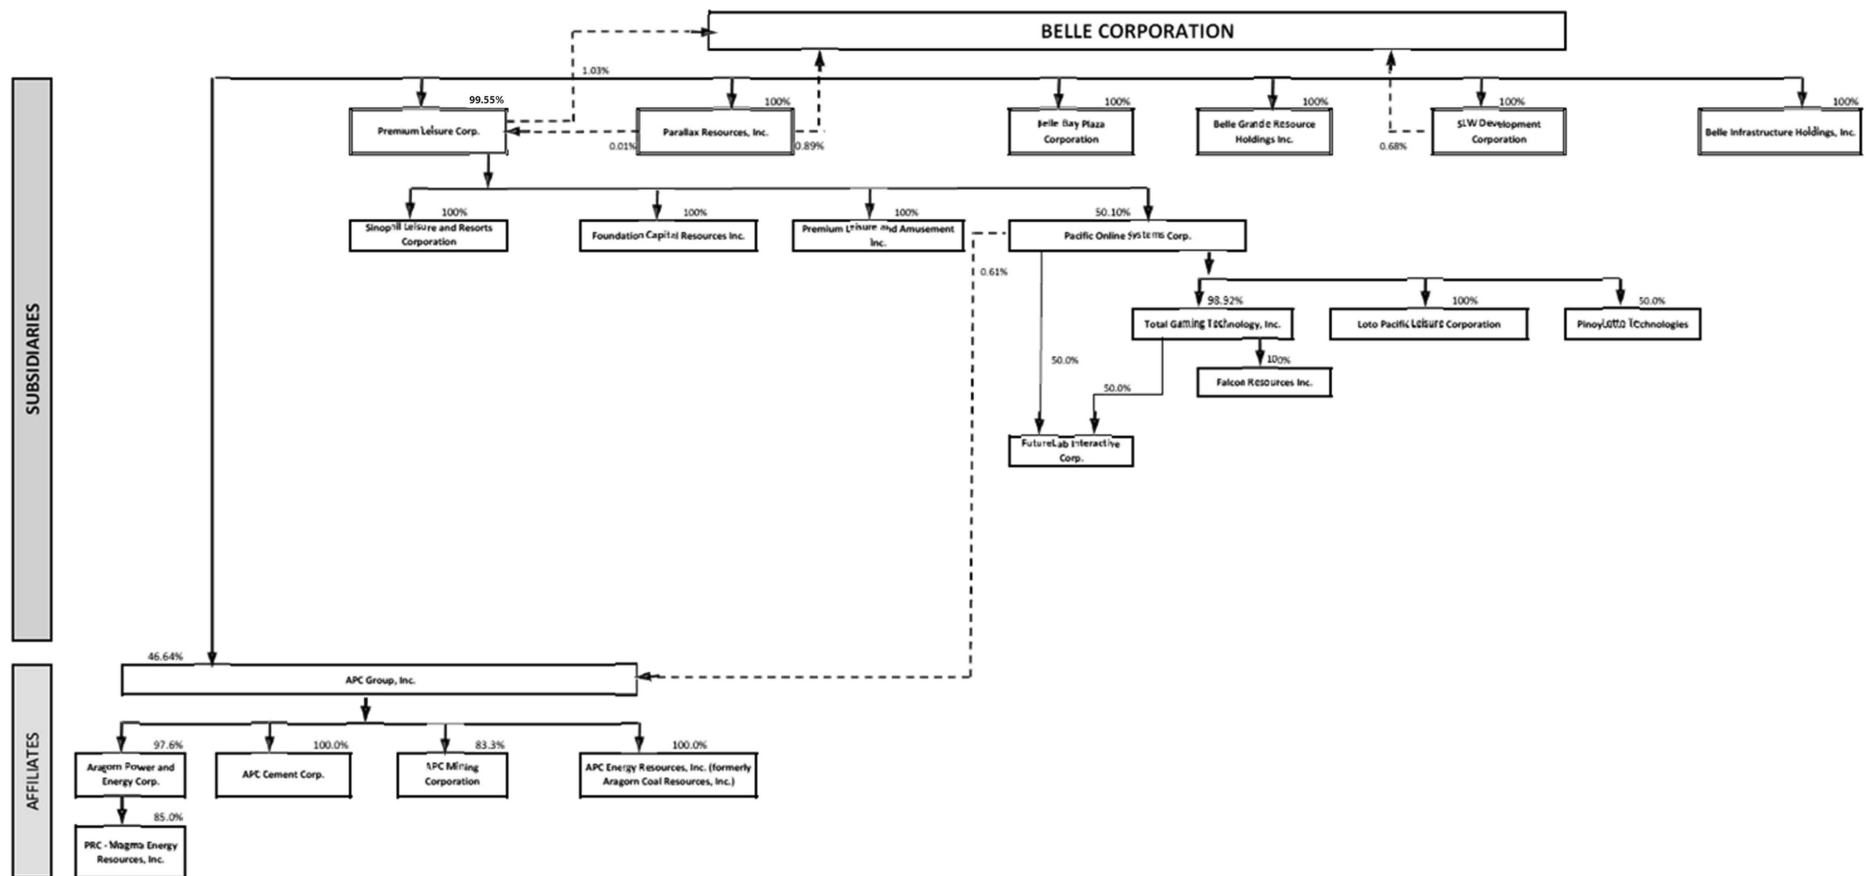 BELLE CORPORATION
1.03%
99.55%
100%
100%
100%
100%
100%
Premium Leisure Corp.
Parallax Resources, Inc.
Belle Bay Plaza
Corporation
Belle Grande Resource
Holdings Inc.
SLW Development
Corporation
Belle Infrastructure Holdings, Inc.
0.01%
0.89%
0.68%
100%
100%
100%
50.10%
Sinophil Leisure and Resorts
Corporation
Foundation Capital Resources Inc.
Premium Leisure and Amusement
Inc.
Pacific Online Systems Corp.
0.61%
98.92%
100%
50.0%
Total Gaming Technology, Inc.
Loto Pacific Leisure Corporation
PinoyLotto Technologies
50.0%
100%
Falcon Resources Inc.
50.0%
FutureLab Interactive
Corp.
SUBSIDIARIES
46.64%
APC Group, Inc.
97.6%
100.0%
83.3%
100.0%
Aragorn Power and
Energy Corp.
APC Cement Corp.
APC Mining
Corporation
APC Energy Resources, Inc. (formerly
Aragorn Coal Resources, Inc.)
85.0%
PRC - Magma Energy
Resources, Inc.
AFFILIATES